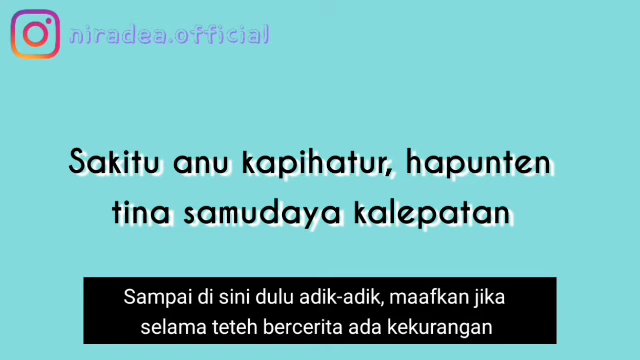 niradea.official
Sakitu anu kapihatur, hapunten
tina samudaya kalepatan
Sampai di sini dulu adik-adik, maafkan jika
selama teteh bercerita ada kekurangan